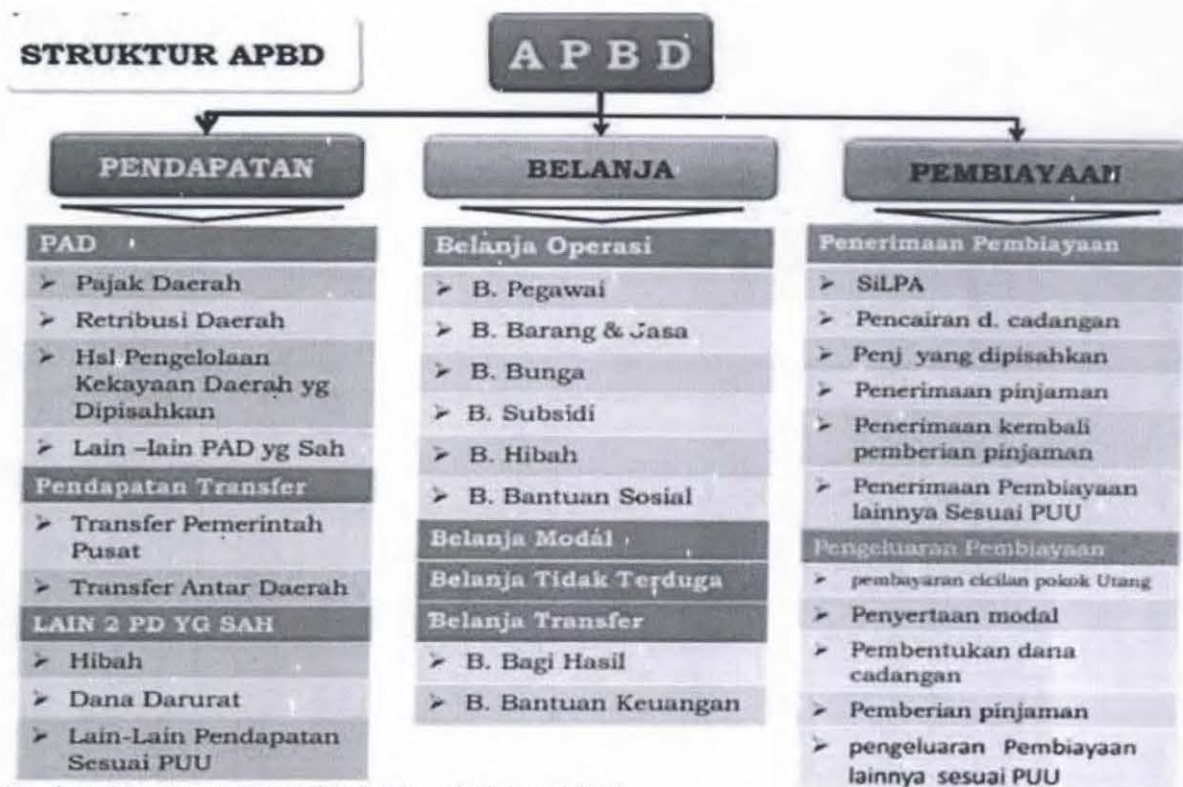 STRUKTUR APBD
A P B D
PENDAPATAN
PAD
➢ Pajak Daerah
➢ Retribusi Daerah
➢ Hsl Pengelolaan
Kekayaan Daerah yg
Dipisahkan
➢ Lain –lain PAD yg Sah
Pendapatan Transfer
➢ Transfer Pemerintah
Pusat
➢ Transfer Antar Daerah
LAIN 2 PD YG SAH
➢ Hibah
➢ Dana Darurat
➢ Lain-Lain Pendapatan
Sesuai PUU
BELANJA
Belanja Operasi
➢ B. Pegawai
➢ B. Barang & Jasa
➢ B. Bunga
➢ B. Subsidi
➢ B. Hibah
➢ B. Bantuan Sosial
Belanja Modal
Belanja Tidak Terduga
Belanja Transfer
➢ B. Bagi Hasil
➢ B. Bantuan Keuangan
PEMBIAYAAN
Penerimaan Pembiayaan
➢ SiLPA
➢ Pencairan d. cadangan
➢ Penj yang dipisahkan
➢ Penerimaan pinjaman
➢ Penerimaan kembali
pemberian pinjaman
➢ Penerimaan Pembiayaan
lainnya Sesuai PUU
Pengeluaran Pembiayaan
➢ pembayaran cicilan pokok Utang
➢ Penyertaan modal
➢ Pembentukan dana
cadangan
➢ Pemberian pinjaman
➢ pengeluaran Pembiayaan
lainnya sesuai PUU